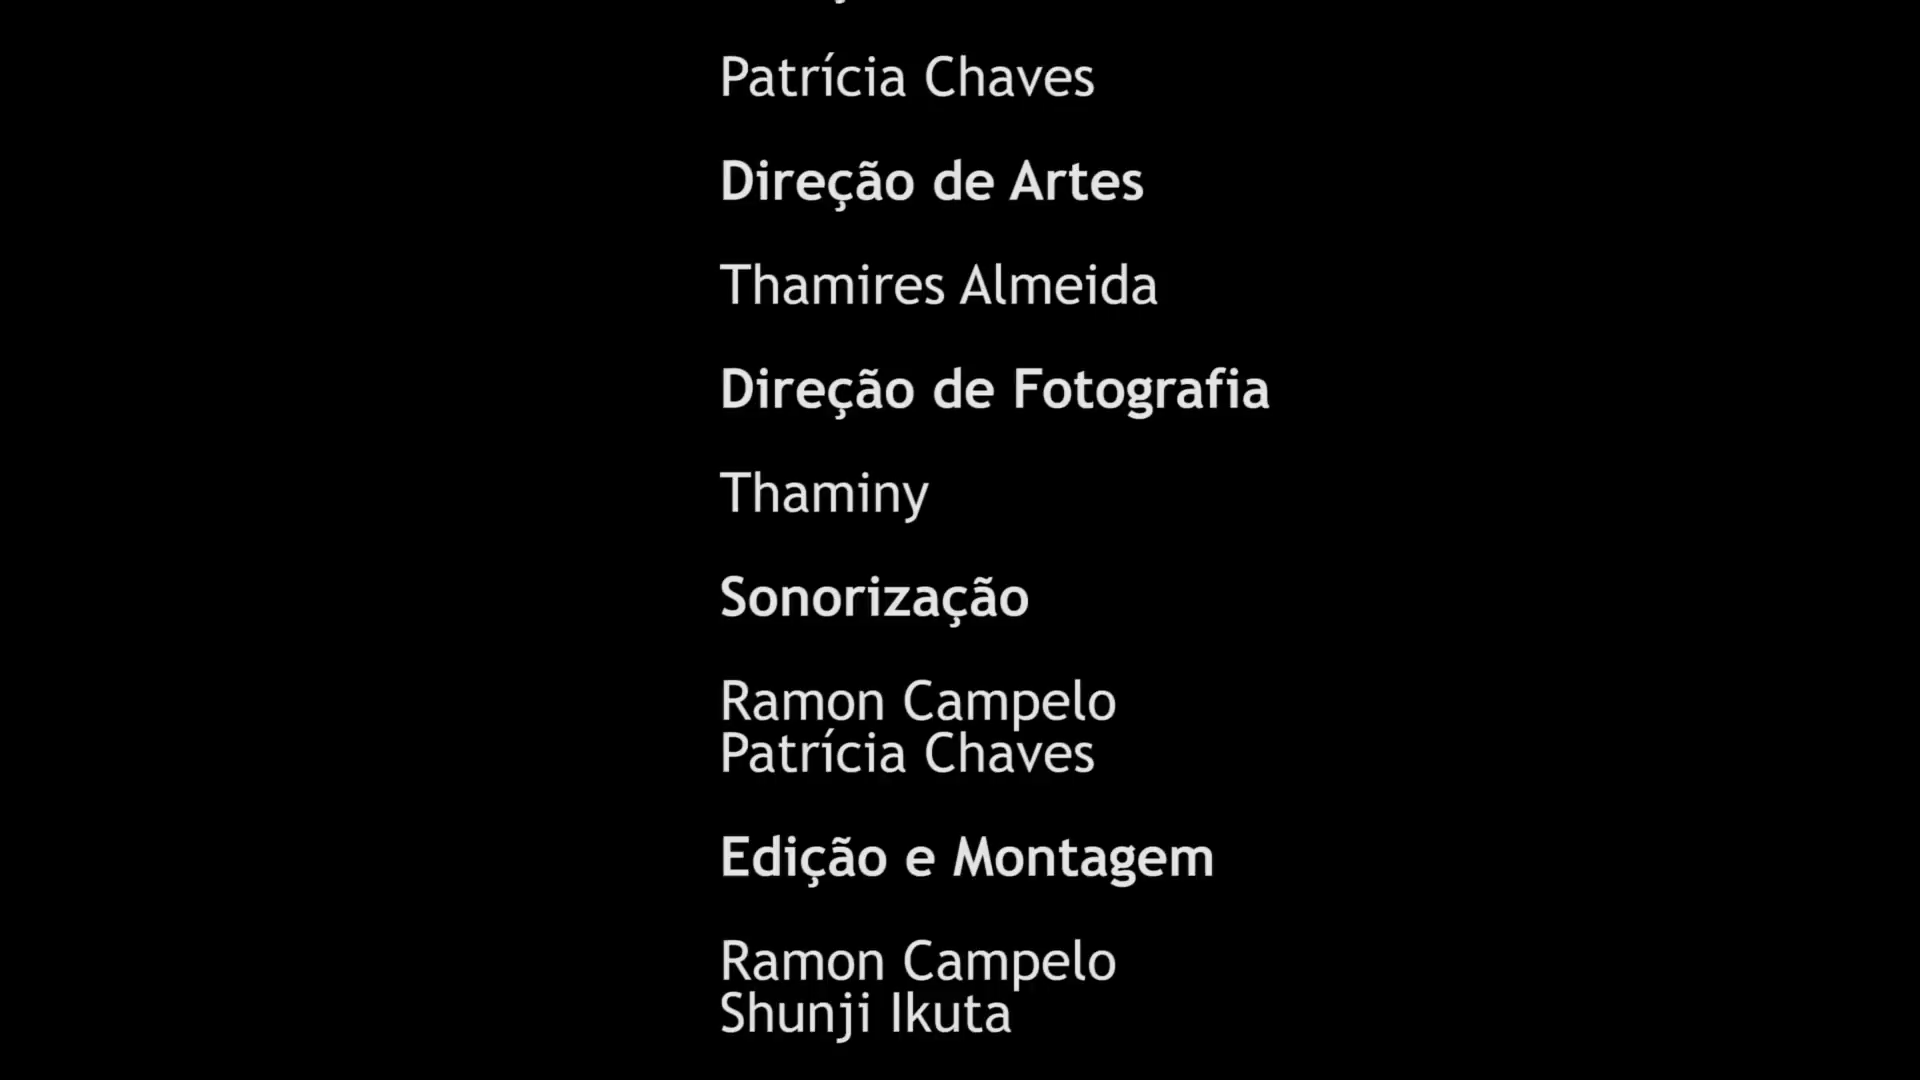 Patrícia Chaves
Direção de Artes
Thamires Almeida
Direção de Fotografia
Thaminy
Sonorização
Ramon Campelo
Patrícia Chaves
Edição e Montagem
Ramon Campelo
Shunji Ikuta